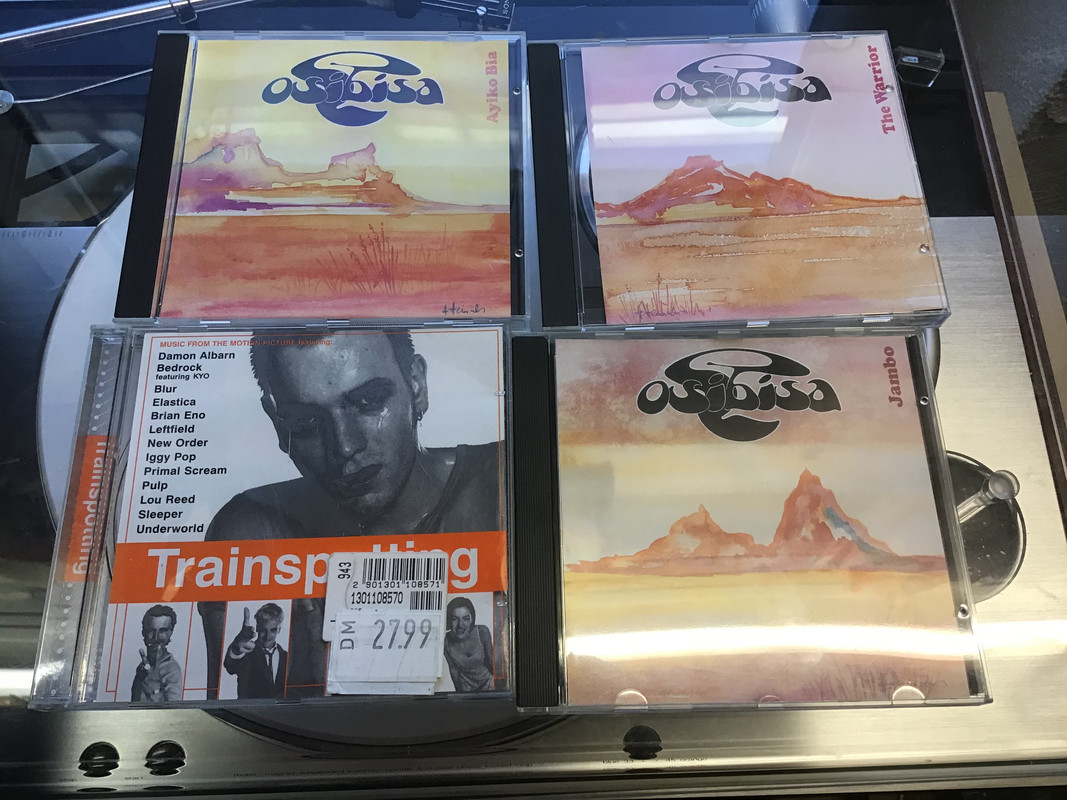 osibisa
Ayiko Bia
osibisa
The Warrior
MUSIC FROM THE MOTION PICTURE featuring:
Damon Albarn
Bedrock
featuring KYO
Blur
Elastica
Brian Eno
Leftfield
New Order
Iggy Pop
Primal Scream
Pulp
Lou Reed
Sleeper
Underworld
Trainspotting
Trainsp ng
943
2 901301 108571
1301108570
DM 27.99
osibisa
Jambo